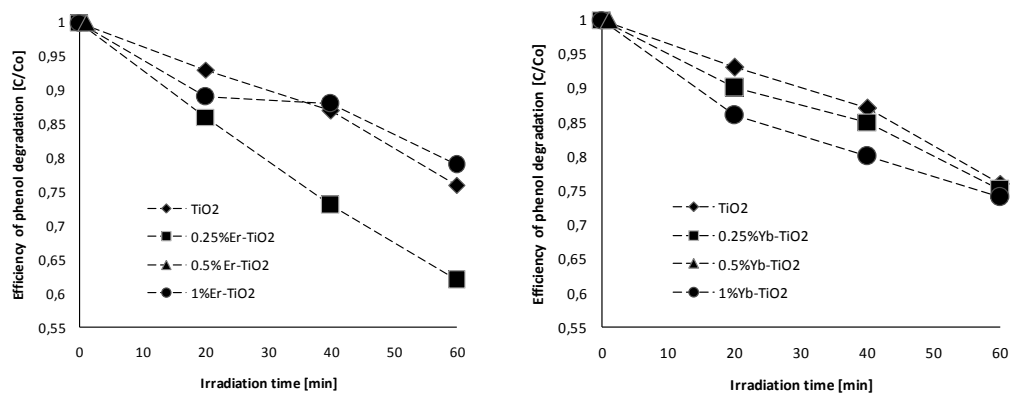 Efficiency of phenol degradation [C/Co]
1
0,95
0,9
0,85
0,8
0,75
0,7
0,65
0,6
0,55
TiO2
0.25%Er-TiO2
0.5%Er-TiO2
1%Er-TiO2
0
10
20
30
40
50
60
Irradiation time [min]
Efficiency of phenol degradation [C/Co]
1
0,95
0,9
0,85
0,8
0,75
0,7
0,65
0,6
0,55
TiO2
0.25%Yb-TiO2
0.5%Yb-TiO2
1%Yb-TiO2
0
10
20
30
40
50
60
Irradiation time [min]